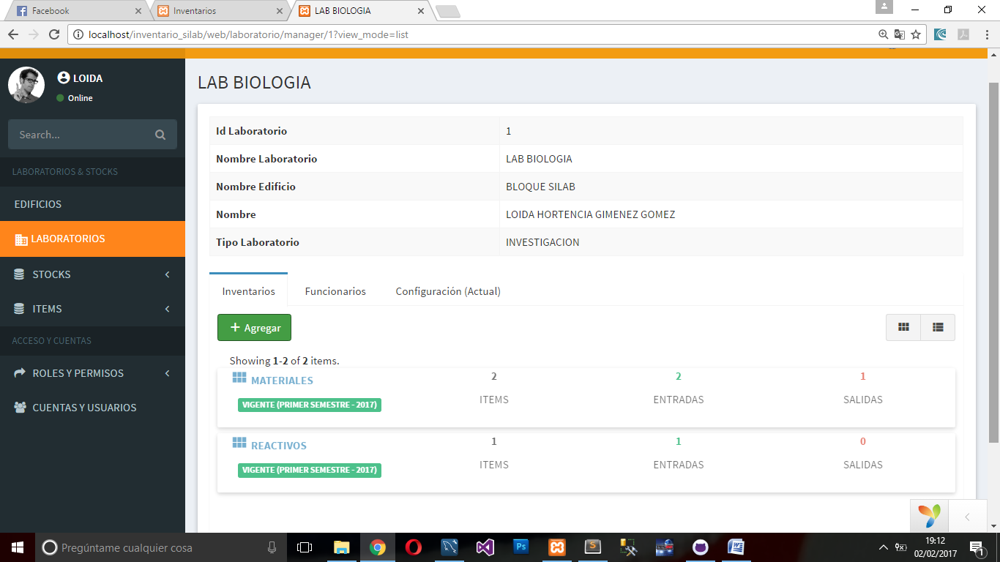 Facebook
Inventarios
LAB BIOLOGIA
localhost/inventario_silab/web/laboratorio/manager/1?view_mode=list
LOIDA
Online
Search...
LABORATORIOS & STOCKS
EDIFICIOS
LABORATORIOS
STOCKS
ITEMS
ACCESO Y CUENTAS
ROLES Y PERMISOS
CUENTAS Y USUARIOS
LAB BIOLOGIA
Id Laboratorio 1
Nombre Laboratorio LAB BIOLOGIA
Nombre Edificio BLOQUE SILAB
Nombre LOIDA HORTENCIA GIMENEZ GOMEZ
Tipo Laboratorio INVESTIGACION
Inventarios Funcionarios Configuración (Actual)
+ Agregar
Showing 1-2 of 2 items.
MATERIALES 2 2 1
VIGENTE (PRIMER SEMESTRE - 2017) ITEMS ENTRADAS SALIDAS
REACTIVOS 1 1 0
VIGENTE (PRIMER SEMESTRE - 2017) ITEMS ENTRADAS SALIDAS
Pregúntame cualquier cosa
Ps
S
W
19:12
02/02/2017
1